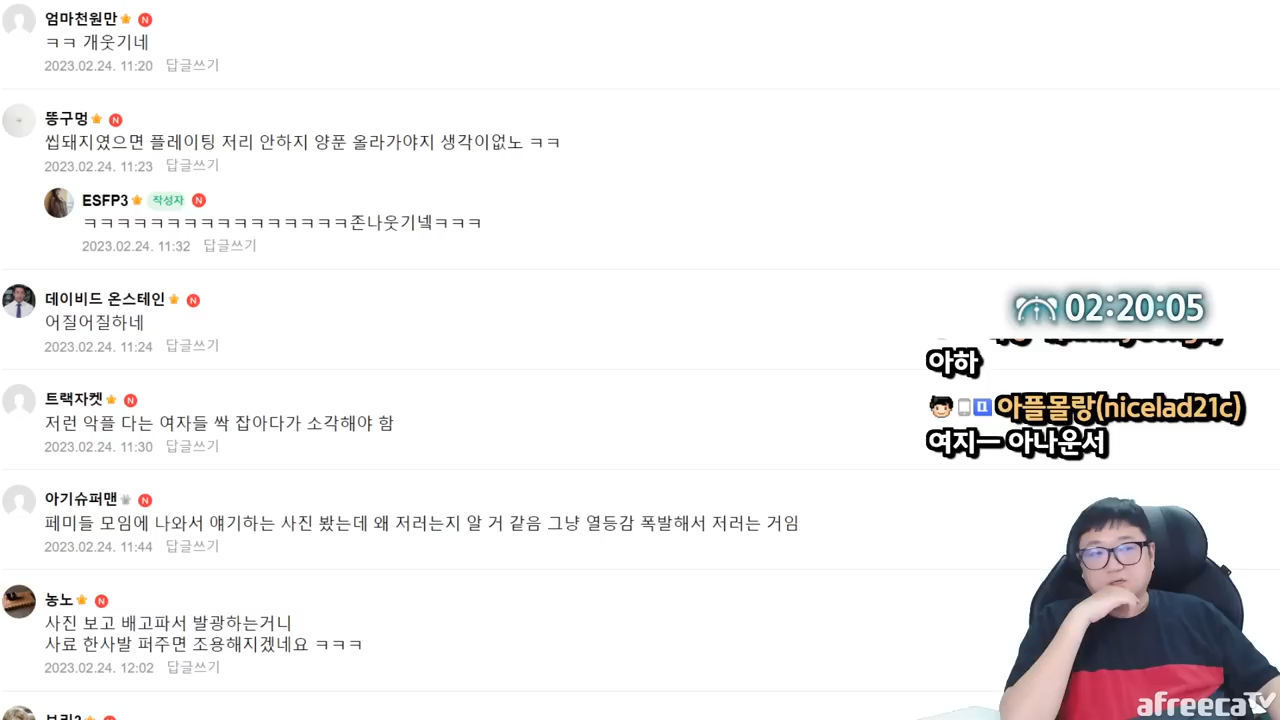 엄마천원만 N
ㅋㅋ 개웃기네
2023.02.24. 11:20 답글쓰기
똥구멍 N
씹돼지였으면 플레이팅 저리 안하지 양푼 올라가야지 생각이없노 ㅋㅋ
2023.02.24. 11:23 답글쓰기
ESFP3 작성자 N
ㅋㅋㅋㅋㅋㅋㅋㅋㅋㅋㅋㅋㅋㅋㅋㅋ존나웃기넼ㅋㅋㅋ
2023.02.24. 11:32 답글쓰기
데이비드 온스테인 N
어질어질하네
2023.02.24. 11:24 답글쓰기
트랙자켓 N
저런 악플 다는 여자들 싹 잡아다가 소각해야 함
2023.02.24. 11:30 답글쓰기
아기슈퍼맨 N
페미들 모임에 나와서 얘기하는 사진 봤는데 왜 저러는지 알 거 같음 그냥 열등감 폭발해서 저러는 거임
2023.02.24. 11:44 답글쓰기
농노 N
사진 보고 배고파서 발광하는거니
사료 한사발 퍼주면 조용해지겠네요 ㅋㅋㅋ
2023.02.24. 12:02 답글쓰기
02:20:05
아하
아플몰랑(nicelad21c)
여지ㅡ 아나운서
afreecaTV